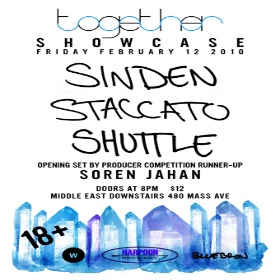 together
SHOWCASE
FRIDAY FEBRUARY 12 2010
SINDEN
STACCATO
SHUTTLE
OPENING SET BY PRODUCER COMPETITION RUNNER-UP
SOREN JAHAN
DOORS AT 8PM $12
MIDDLE EAST DOWNSTAIRS 480 MASS AVE
18+
W
HARPOON
BREWERY